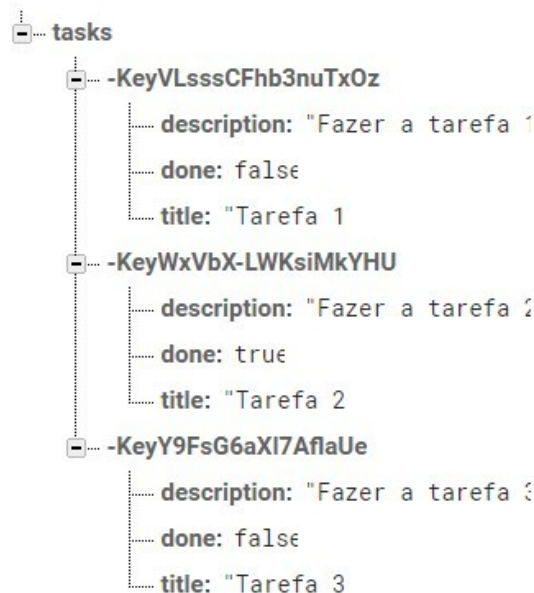 tasks
-KeyVLsssCFhb3nuTxOz
description: "Fazer a tarefa 1
done: false
title: "Tarefa 1
-KeyWxVbX-LWKsiMkYHU
description: "Fazer a tarefa 2
done: true
title: "Tarefa 2
-KeyY9FsG6aXl7AflaUe
description: "Fazer a tarefa 3
done: false
title: "Tarefa 3